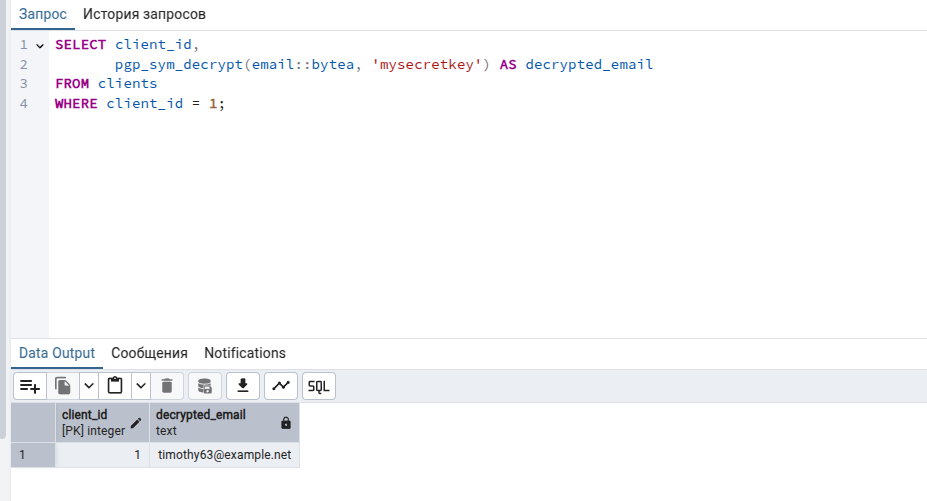 Запрос История запросов
1 SELECT client_id,
2 pgp_sym_decrypt(email::bytea, 'mysecretkey') AS decrypted_email
3 FROM clients
4 WHERE client_id = 1;
Data Output Сообщения Notifications
SQL
client_id decrypted_email
[PK] integer text
1 1 timothy63@example.net